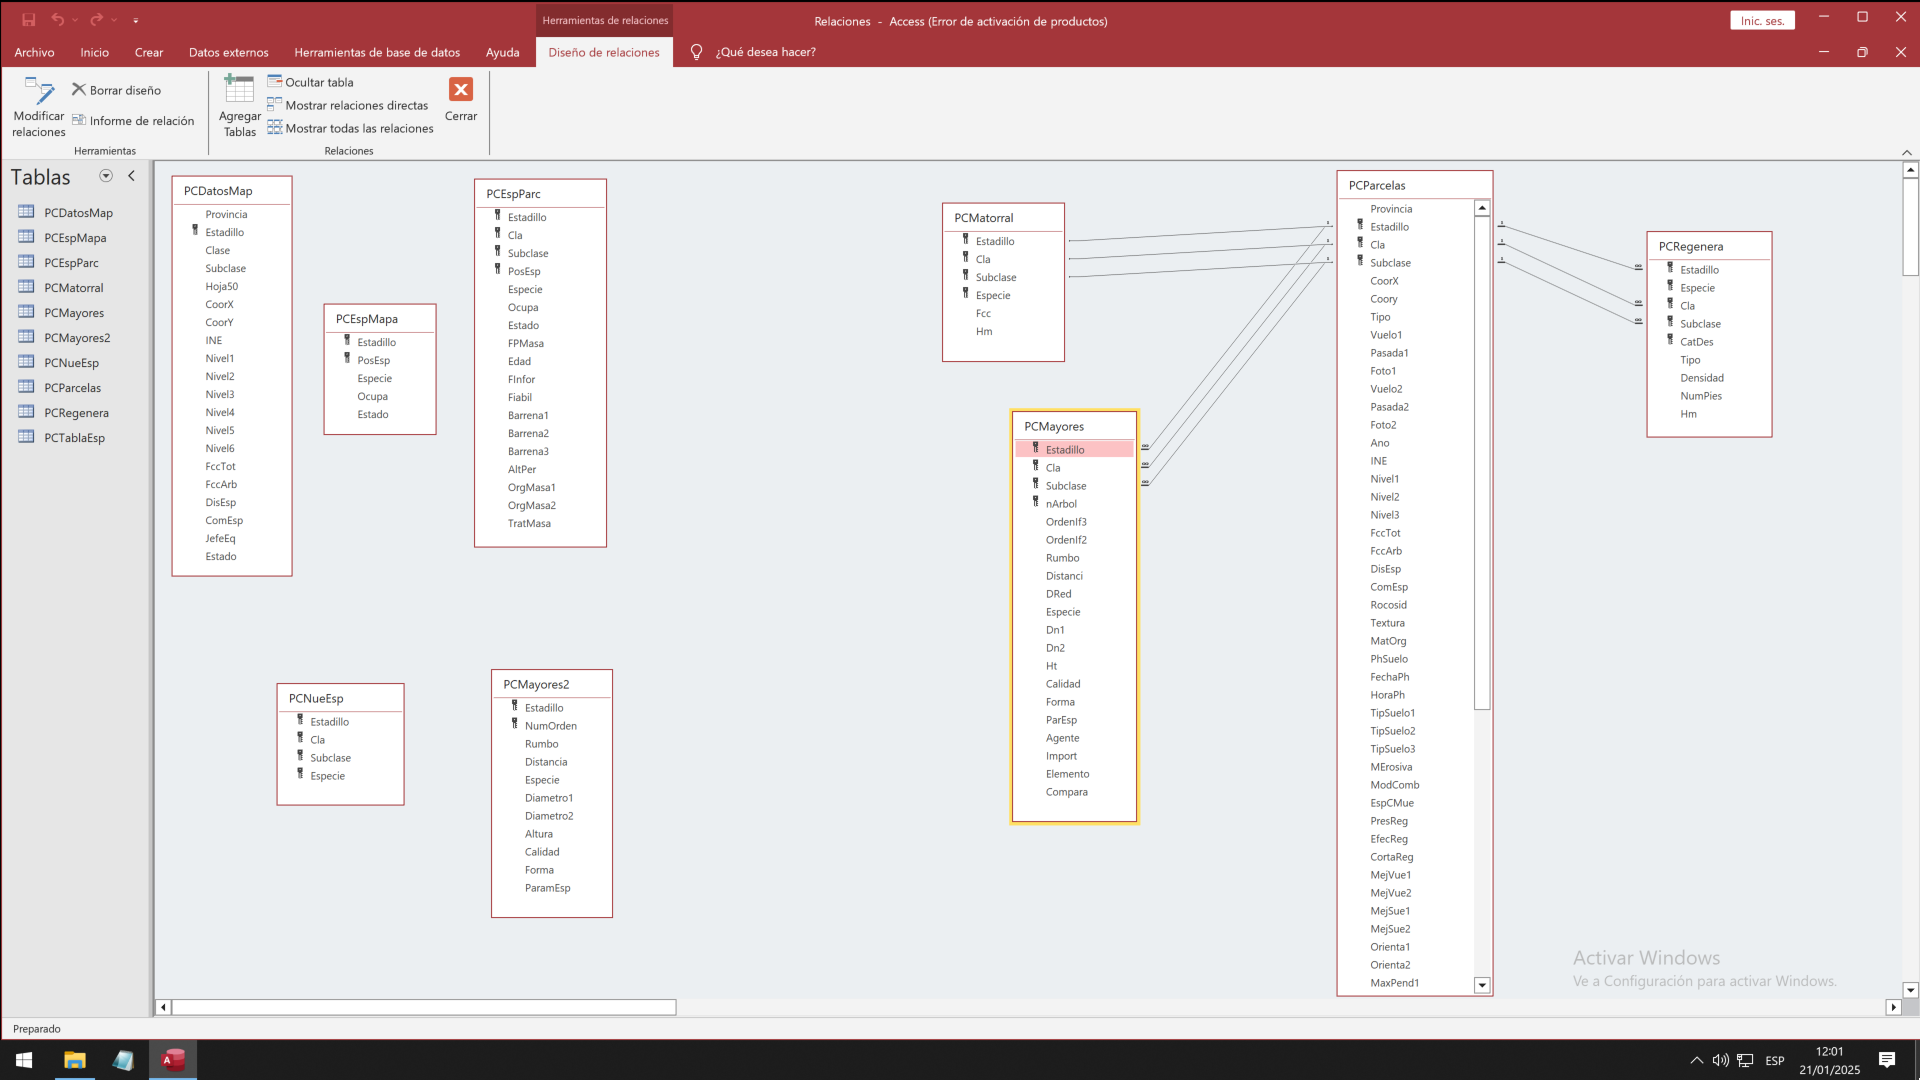 Herramientas de relaciones
Relaciones - Access (Error de activación de productos)
Inic. ses.
Archivo
Inicio
Crear
Datos externos
Herramientas de base de datos
Ayuda
Diseño de relaciones
¿Qué desea hacer?
Modificar
relaciones
Borrar diseño
Informe de relación
Herramientas
Agregar
Tablas
Ocultar tabla
Mostrar relaciones directas
Mostrar todas las relaciones
Relaciones
Cerrar
Tablas
PCDatosMap
PCEspMapa
PCEspParc
PCMatorral
PCMayores
PCMayores2
PCNueEsp
PCParcelas
PCRegenera
PCTablaEsp
PCDatosMap
Provincia
Estadillo
Clase
Subclase
Hoja50
CoorX
CoorY
INE
Nivel1
Nivel2
Nivel3
Nivel4
Nivel5
Nivel6
FccTot
FccArb
DisEsp
ComEsp
JefeEq
Estado
PCEspMapa
Estadillo
PosEsp
Especie
Ocupa
Estado
PCEspParc
Estadillo
Cla
Subclase
PosEsp
Especie
Ocupa
Estado
FPMasa
Edad
FInfor
Fiabil
Barrena1
Barrena2
Barrena3
AltPer
OrgMasa1
OrgMasa2
TratMasa
PCNueEsp
Estadillo
Cla
Subclase
Especie
PCMayores2
Estadillo
NumOrden
Rumbo
Distancia
Especie
Diametro1
Diametro2
Altura
Calidad
Forma
ParamEsp
PCMatorral
Estadillo
Cla
Subclase
Especie
Fcc
Hm
PCMayores
Estadillo
Cla
Subclase
nArbol
OrdenIf3
OrdenIf2
Rumbo
Distanci
DRed
Especie
Dn1
Dn2
Ht
Calidad
Forma
ParEsp
Agente
Import
Elemento
Compara
PCParcelas
Provincia
Estadillo
Cla
Subclase
CoorX
Coory
Tipo
Vuelo1
Pasada1
Foto1
Vuelo2
Pasada2
Foto2
Ano
INE
Nivel1
Nivel2
Nivel3
FccTot
FccArb
DisEsp
ComEsp
Rocosid
Textura
MatOrg
PhSuelo
FechaPh
HoraPh
TipSuelo1
TipSuelo2
TipSuelo3
MErosiva
ModComb
EspCMue
PresReg
EfecReg
CortaReg
MejVue1
MejVue2
MejSue1
MejSue2
Orienta1
Orienta2
MaxPend1
PCRegenera
Estadillo
Especie
Cla
Subclase
CatDes
Tipo
Densidad
NumPies
Hm
1
1
1
1
1
1
∞
∞
∞
∞
∞
∞
Activar Windows
Ve a Configuración para activar Windows.
Preparado
ESP
12:01
21/01/2025